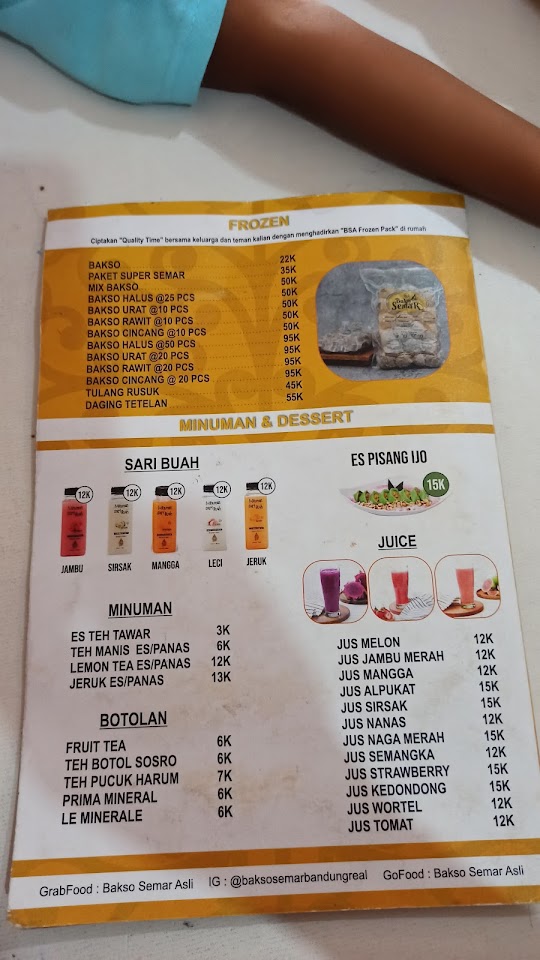 FROZEN
Ciptakan "Quality Time" bersama keluarga dan teman kalian dengan menghadirkan "BSA Frozen Pack" di rumah
BAKSO 22K
PAKET SUPER SEMAR 35K
MIX BAKSO 50K
BAKSO HALUS @25 PCS 50K
BAKSO URAT @10 PCS 50K
BAKSO RAWIT @10 PCS 50K
BAKSO CINCANG @10 PCS 50K
BAKSO HALUS @50 PCS 95K
BAKSO URAT @20 PCS 95K
BAKSO RAWIT @20 PCS 95K
BAKSO CINCANG @ 20 PCS 95K
TULANG RUSUK 45K
DAGING TETELAN 55K
SEMAR
MINUMAN & DESSERT
SARI BUAH
12K 12K 12K 12K 12K
JAMBU SIRSAK MANGGA LECI JERUK
ES PISANG IJO
15K
MINUMAN
ES TEH TAWAR 3K
TEH MANIS ES/PANAS 6K
LEMON TEA ES/PANAS 12K
JERUK ES/PANAS 13K
BOTOLAN
FRUIT TEA 6K
TEH BOTOL SOSRO 6K
TEH PUCUK HARUM 7K
PRIMA MINERAL 6K
LE MINERALE 6K
JUICE
JUS MELON 12K
JUS JAMBU MERAH 12K
JUS MANGGA 12K
JUS ALPUKAT 15K
JUS SIRSAK 15K
JUS NANAS 12K
JUS NAGA MERAH 15K
JUS SEMANGKA 12K
JUS STRAWBERRY 15K
JUS KEDONDONG 15K
JUS WORTEL 12K
JUS TOMAT 12K
GrabFood : Bakso Semar Asli IG : @baksosemarbandungreal GoFood : Bakso Semar Asli